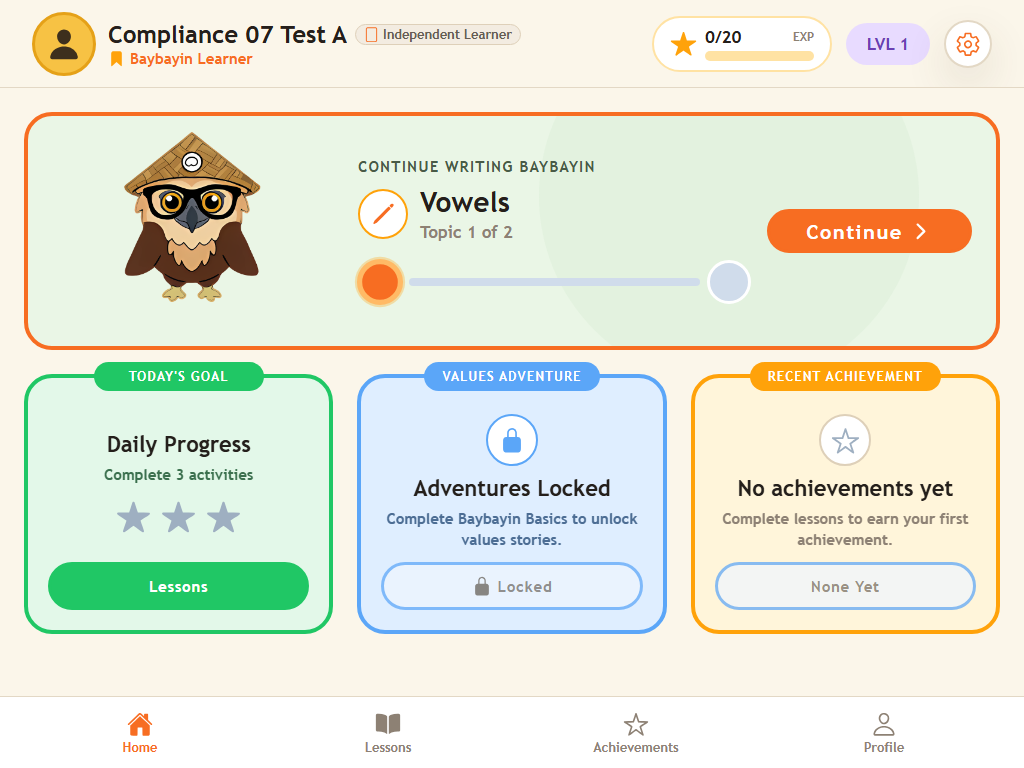 Compliance 07 Test A
Independent Learner
Baybayin Learner
0/20
EXP
LVL 1
CONTINUE WRITING BAYBAYIN
Vowels
Topic 1 of 2
Continue
TODAY'S GOAL
Daily Progress
Complete 3 activities
Lessons
VALUES ADVENTURE
Adventures Locked
Complete Baybayin Basics to unlock
values stories.
Locked
RECENT ACHIEVEMENT
No achievements yet
Complete lessons to earn your first
achievement.
None Yet
Home
Lessons
Achievements
Profile